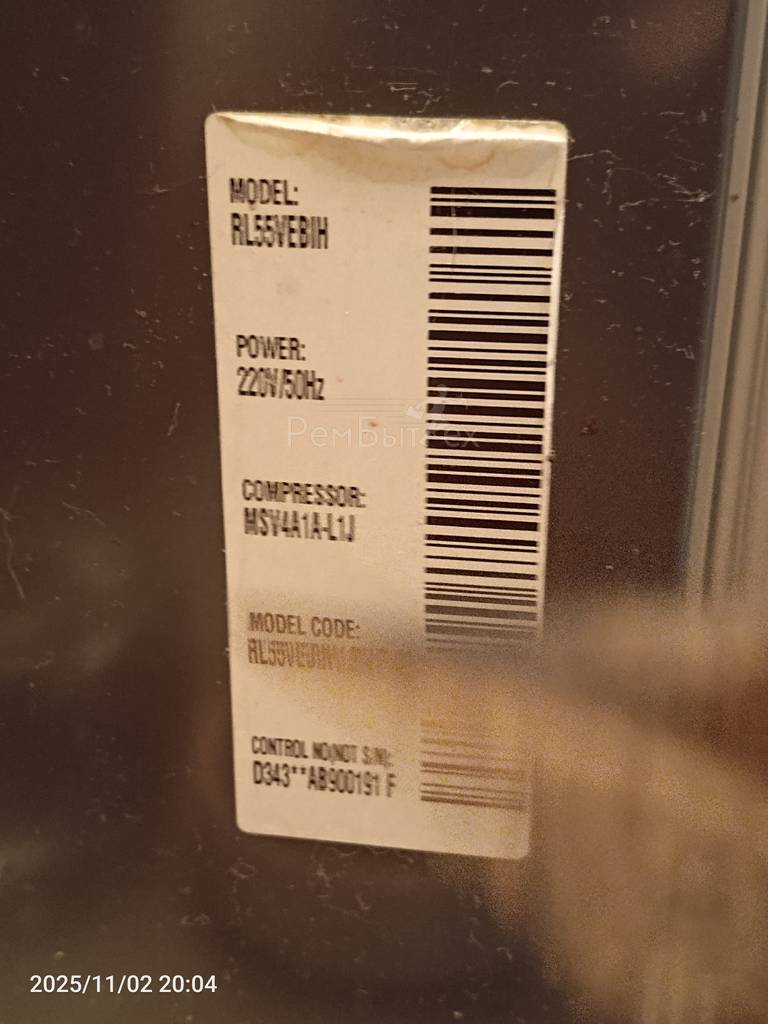 MODEL:
RL55VEBIH
POWER:
220V/50Hz
РемБытТех
COMPRESSOR:
MSV4A1A-L1J
MODEL CODE:
CONTROL NO(NOT S/N):
D343**AB900191 F
2025/11/02 20:04